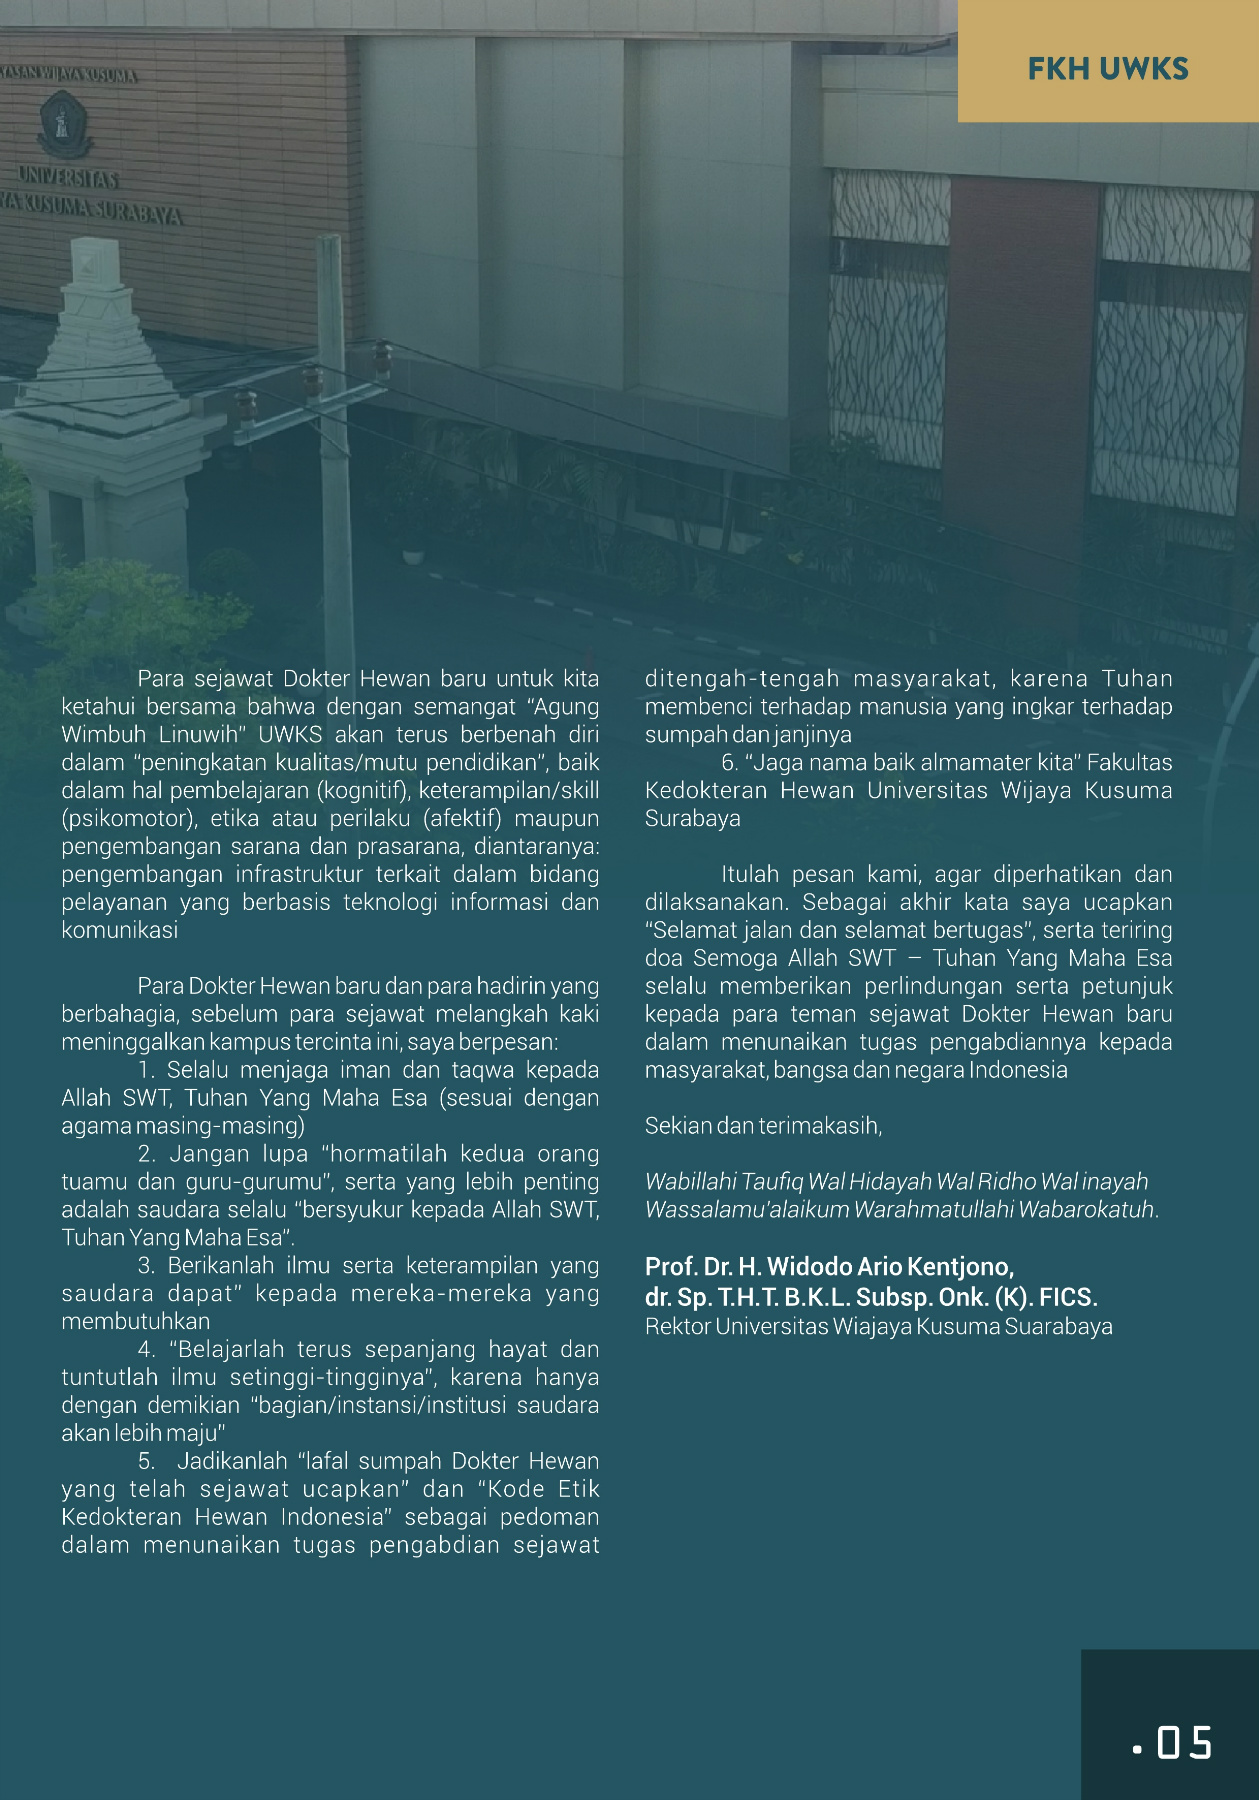 FKH UWKS
YASAN WIJAYA KUSUMA
UNIVERSITAS
YA KUSUMA SURABAYA
Para sejawat Dokter Hewan baru untuk kita
ketahui bersama bahwa dengan semangat “Agung
Wimbuh Linuwih” UWKS akan terus berbenah diri
dalam “peningkatan kualitas/mutu pendidikan”, baik
dalam hal pembelajaran (kognitif), keterampilan/skill
(psikomotor), etika atau perilaku (afektif) maupun
pengembangan sarana dan prasarana, diantaranya:
pengembangan infrastruktur terkait dalam bidang
pelayanan yang berbasis teknologi informasi dan
komunikasi
Para Dokter Hewan baru dan para hadirin yang
berbahagia, sebelum para sejawat melangkah kaki
meninggalkan kampus tercinta ini, saya berpesan:
1. Selalu menjaga iman dan taqwa kepada
Allah SWT, Tuhan Yang Maha Esa (sesuai dengan
agama masing-masing)
2. Jangan lupa “hormatilah kedua orang
tuamu dan guru-gurumu”, serta yang lebih penting
adalah saudara selalu “bersyukur kepada Allah SWT,
Tuhan Yang Maha Esa”.
3. Berikanlah ilmu serta keterampilan yang
saudara dapat” kepada mereka-mereka yang
membutuhkan
4. “Belajarlah terus sepanjang hayat dan
tuntutlah ilmu setinggi-tingginya”, karena hanya
dengan demikian “bagian/instansi/institusi saudara
akan lebih maju”
5. Jadikanlah “lafal sumpah Dokter Hewan
yang telah sejawat ucapkan” dan “Kode Etik
Kedokteran Hewan Indonesia” sebagai pedoman
dalam menunaikan tugas pengabdian sejawat
ditengah-tengah masyarakat, karena Tuhan
membenci terhadap manusia yang ingkar terhadap
sumpah dan janjinya
6. “Jaga nama baik almamater kita” Fakultas
Kedokteran Hewan Universitas Wijaya Kusuma
Surabaya
Itulah pesan kami, agar diperhatikan dan
dilaksanakan. Sebagai akhir kata saya ucapkan
“Selamat jalan dan selamat bertugas”, serta teriring
doa Semoga Allah SWT – Tuhan Yang Maha Esa
selalu memberikan perlindungan serta petunjuk
kepada para teman sejawat Dokter Hewan baru
dalam menunaikan tugas pengabdiannya kepada
masyarakat, bangsa dan negara Indonesia
Sekian dan terimakasih,
Wabillahi Taufiq Wal Hidayah Wal Ridho Wal inayah
Wassalamu’alaikum Warahmatullahi Wabarokatuh.
Prof. Dr. H. Widodo Ario Kentjono,
dr. Sp. T.H.T. B.K.L. Subsp. Onk. (K). FICS.
Rektor Universitas Wiajaya Kusuma Suarabaya
.05